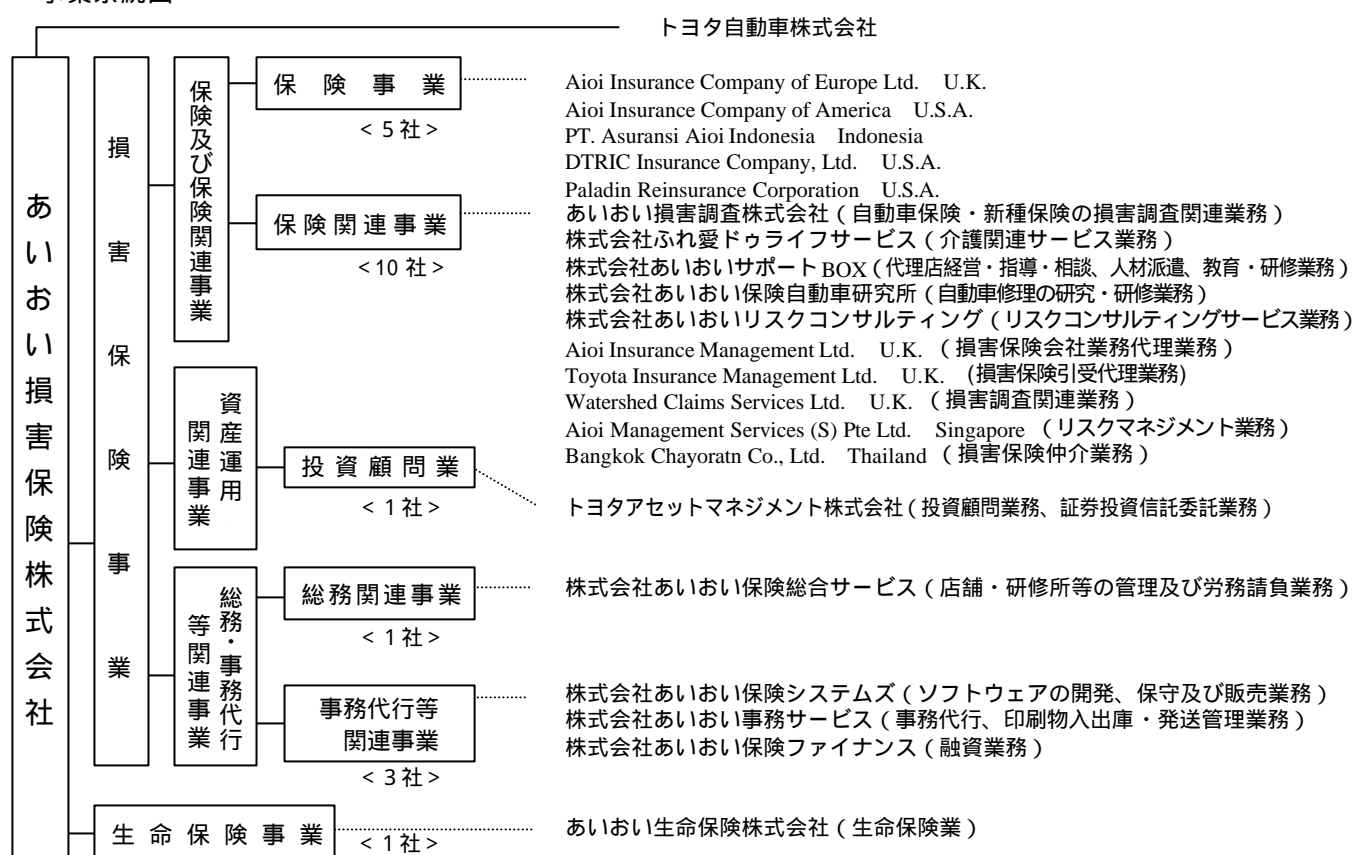 トヨタ自動車株式会社
あいおい損害保険株式会社
損害保険事業
保険及び保険関連事業
保険事業
＜5社＞
Aioi Insurance Company of Europe Ltd. U.K.
Aioi Insurance Company of America U.S.A.
PT. Asuransi Aioi Indonesia Indonesia
DTRIC Insurance Company, Ltd. U.S.A.
Paladin Reinsurance Corporation U.S.A.
保険関連事業
＜10社＞
あいおい損害調査株式会社（自動車保険・新種保険の損害調査関連業務）
株式会社ふれ愛ドゥライフサービス（介護関連サービス業務）
株式会社あいおいサポートBOX（代理店経営・指導・相談、人材派遣、教育・研修業務）
株式会社あいおい保険自動車研究所（自動車修理の研究・研修業務）
株式会社あいおいリスクコンサルティング（リスクコンサルティングサービス業務）
Aioi Insurance Management Ltd. U.K.（損害保険会社業務代理業務）
Toyota Insurance Management Ltd. U.K. (損害保険引受代理業務)
Watershed Claims Services Ltd. U.K.（損害調査関連業務）
Aioi Management Services (S) Pte Ltd. Singapore（リスクマネジメント業務）
Bangkok Chayoratn Co., Ltd. Thailand（損害保険仲介業務）
資産運用
関連事業
投資顧問業
＜1社＞
トヨタアセットマネジメント株式会社（投資顧問業務、証券投資信託委託業務）
総務・事務代行
等関連事業
総務関連事業
＜1社＞
株式会社あいおい保険総合サービス（店舗・研修所等の管理及び労務請負業務）
事務代行等
関連事業
＜3社＞
株式会社あいおい保険システムズ（ソフトウェアの開発、保守及び販売業務）
株式会社あいおい事務サービス（事務代行、印刷物入出庫・発送管理業務）
株式会社あいおい保険ファイナンス（融資業務）
生命保険事業
＜1社＞
あいおい生命保険株式会社（生命保険業）